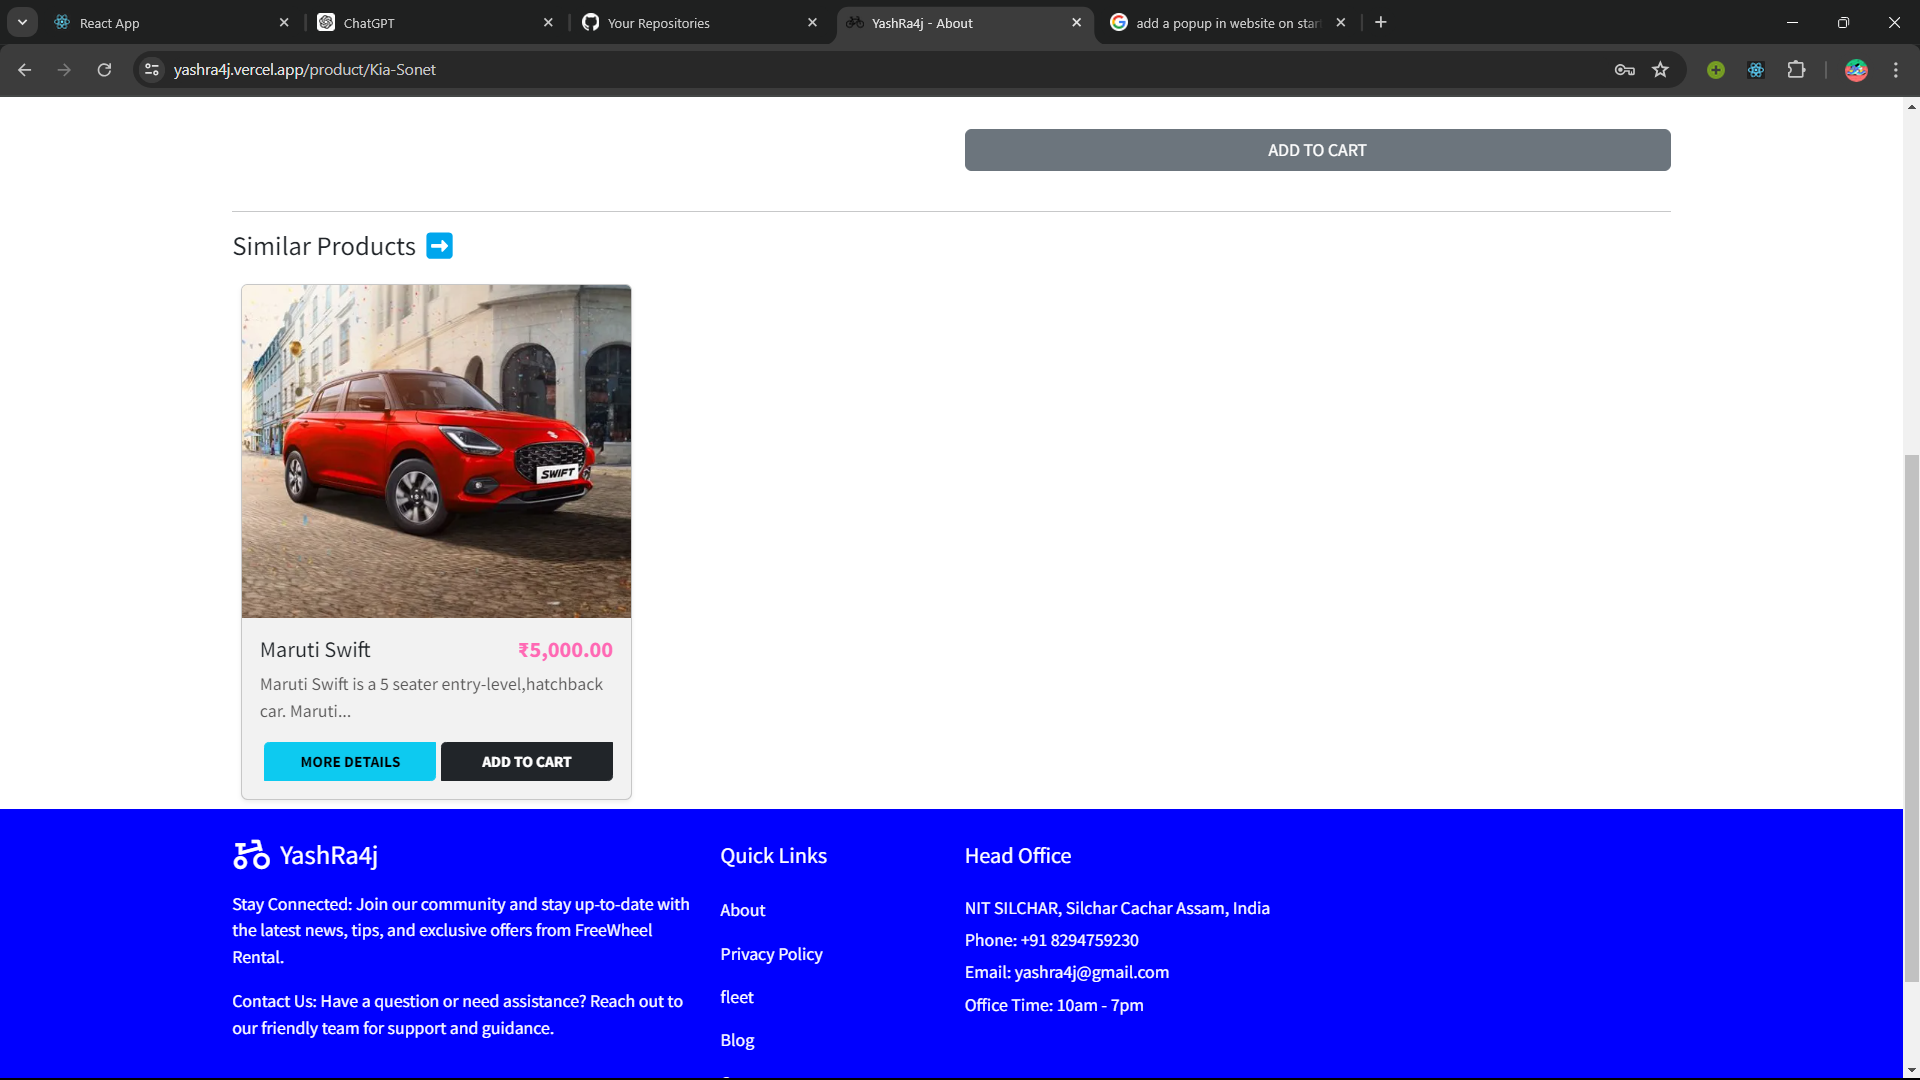 React App
ChatGPT
Your Repositories
YashRa4j - About
add a popup in website on star
yashra4j.vercel.app/product/Kia-Sonet
ADD TO CART
Similar Products ➡️
SWIFT
Maruti Swift ₹5,000.00
Maruti Swift is a 5 seater entry-level,hatchback
car. Maruti...
MORE DETAILS ADD TO CART
YashRa4j
Stay Connected: Join our community and stay up-to-date with
the latest news, tips, and exclusive offers from FreeWheel
Rental.
Contact Us: Have a question or need assistance? Reach out to
our friendly team for support and guidance.
Quick Links
About
Privacy Policy
fleet
Blog
Head Office
NIT SILCHAR, Silchar Cachar Assam, India
Phone: +91 8294759230
Email: yashra4j@gmail.com
Office Time: 10am - 7pm